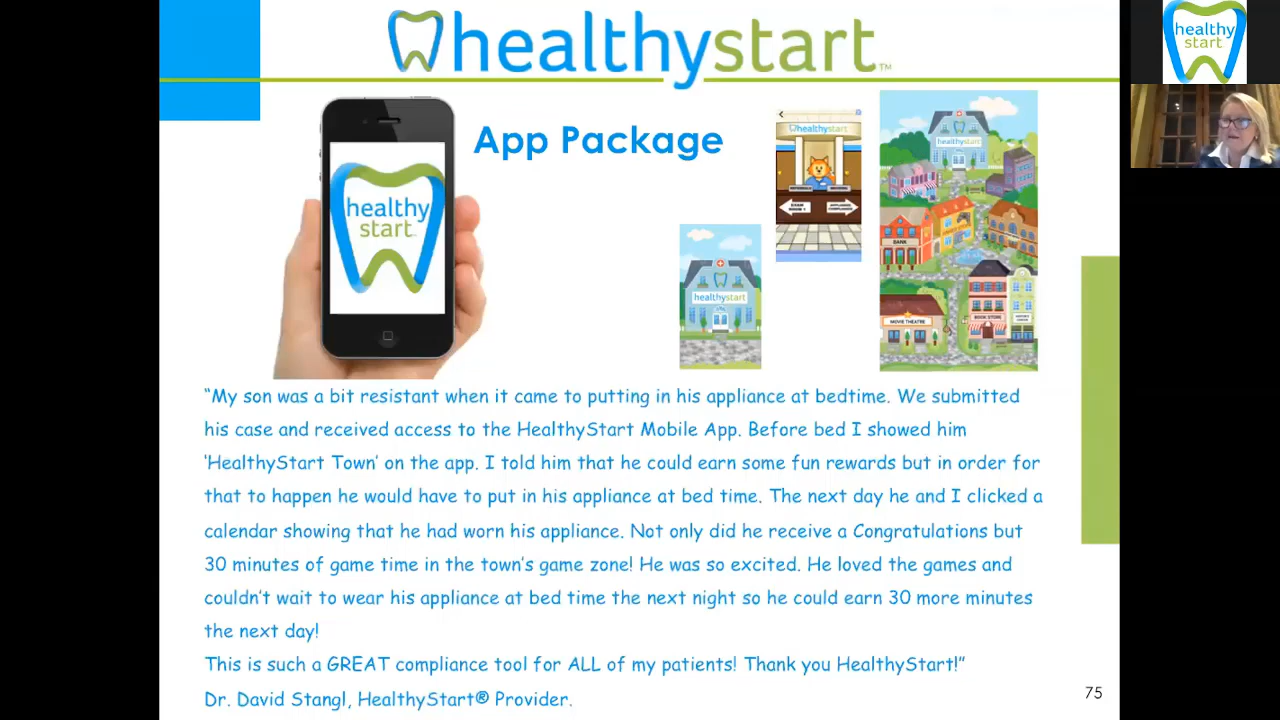 healthystart™
healthy
start
App Package
healthy
start
healthystart
healthystart
healthystart
BANK
MOVIE THEATRE
BOOK STORE
"My son was a bit resistant when it came to putting in his appliance at bedtime. We submitted
his case and received access to the HealthyStart Mobile App. Before bed I showed him
'HealthyStart Town' on the app. I told him that he could earn some fun rewards but in order for
that to happen he would have to put in his appliance at bed time. The next day he and I clicked a
calendar showing that he had worn his appliance. Not only did he receive a Congratulations but
30 minutes of game time in the town's game zone! He was so excited. He loved the games and
couldn't wait to wear his appliance at bed time the next night so he could earn 30 more minutes
the next day!
This is such a GREAT compliance tool for ALL of my patients! Thank you HealthyStart!"
Dr. David Stangl, HealthyStart® Provider.
75